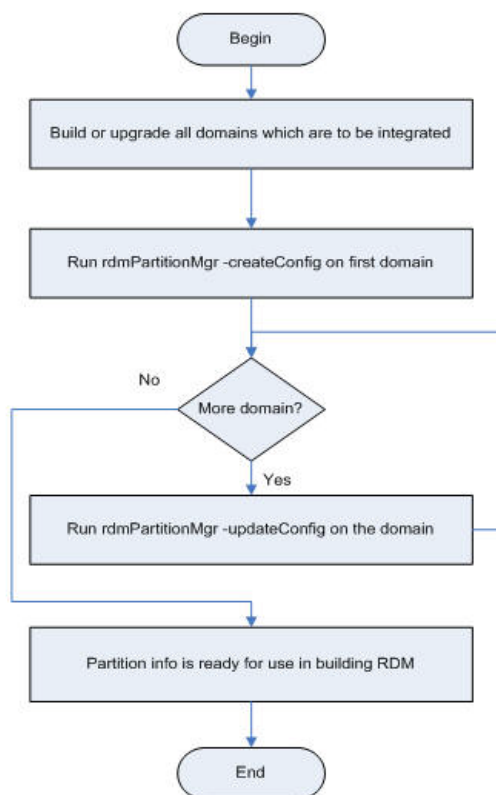 Begin
Build or upgrade all domains which are to be integrated
Run rdmPartitionMgr -createConfig on first domain
No
More domain?
Yes
Run rdmPartitionMgr -updateConfig on the domain
Partition info is ready for use in building RDM
End